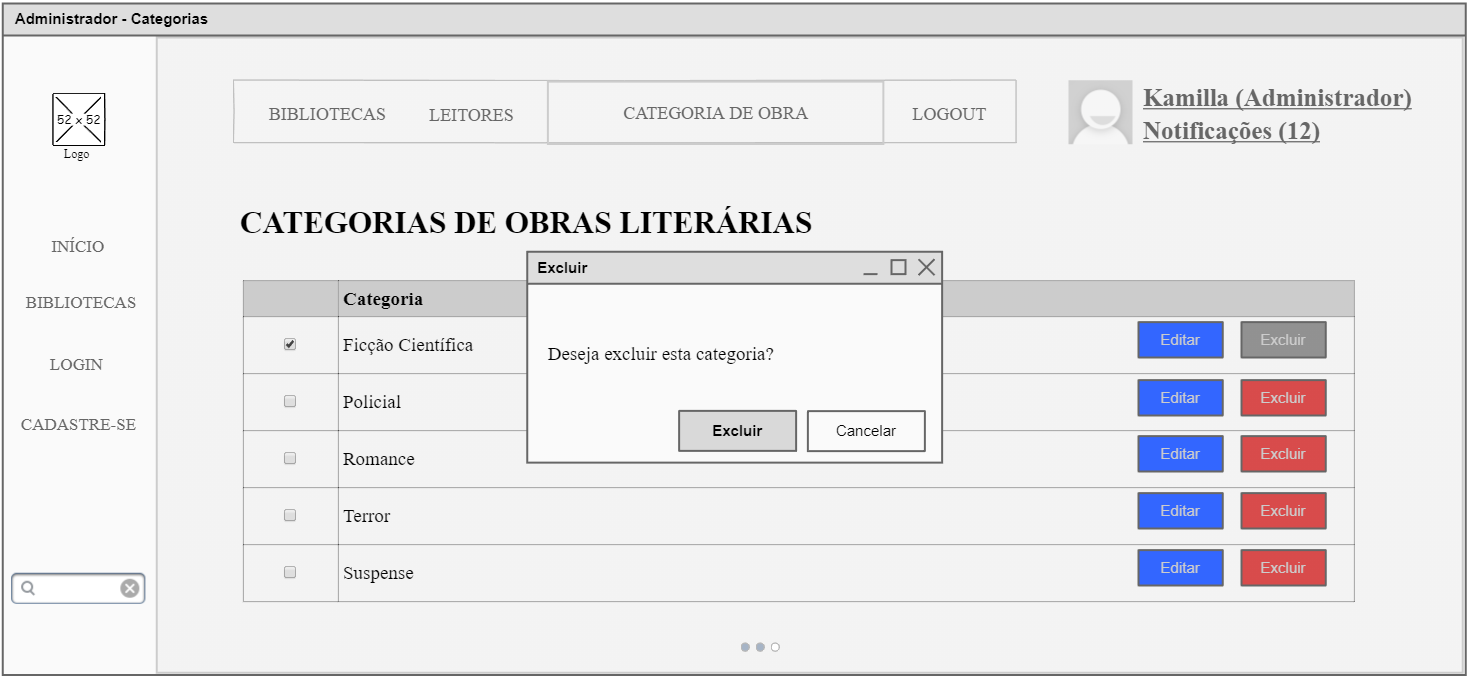 Administrador - Categorias
52 x 52
Logo
INÍCIO
BIBLIOTECAS
LOGIN
CADASTRE-SE
BIBLIOTECAS LEITORES CATEGORIA DE OBRA LOGOUT
Kamilla (Administrador)
Notificações (12)
CATEGORIAS DE OBRAS LITERÁRIAS
Categoria
Ficção Científica Editar Excluir
Policial Editar Excluir
Romance Editar Excluir
Terror Editar Excluir
Suspense Editar Excluir
Excluir
Deseja excluir esta categoria?
Excluir Cancelar